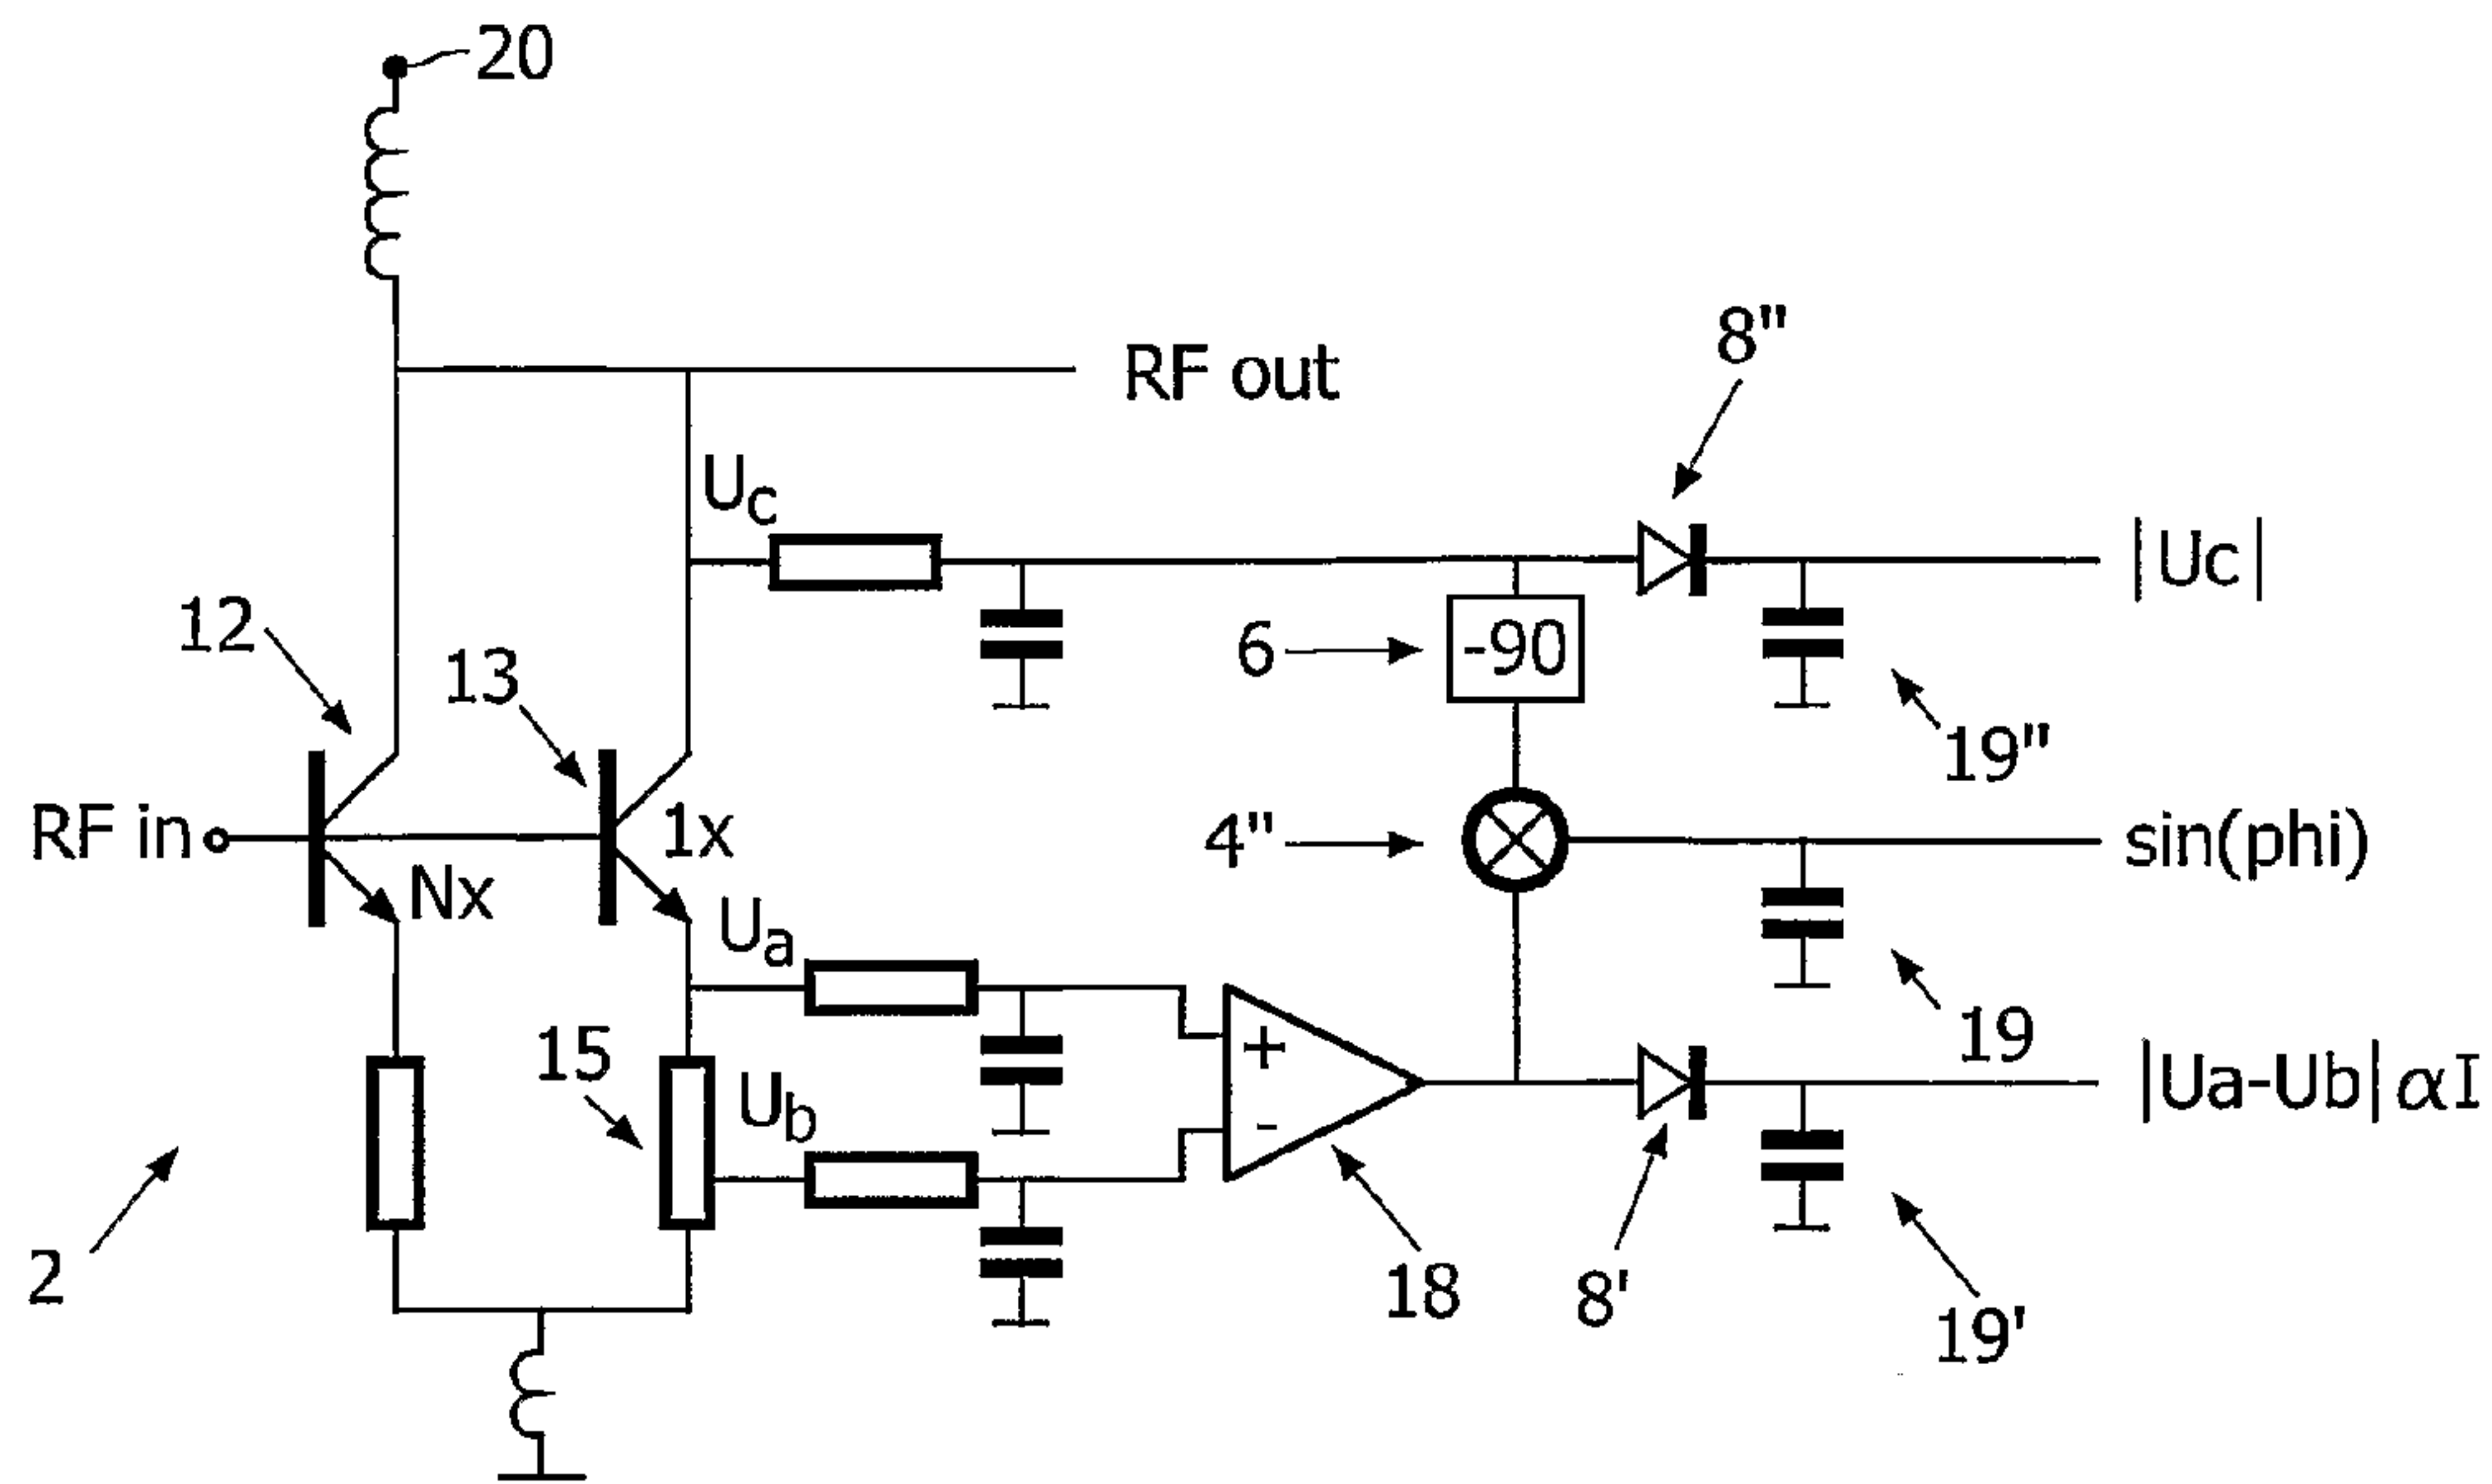 20
RF out
8"
Uc
|Uc|
12
13
6
-90
19"
RF in
1x
4"
sin(phi)
Nx
Ua
19
15
Ub
+
-
|Ua-Ub|αI
2
18
8'
19'